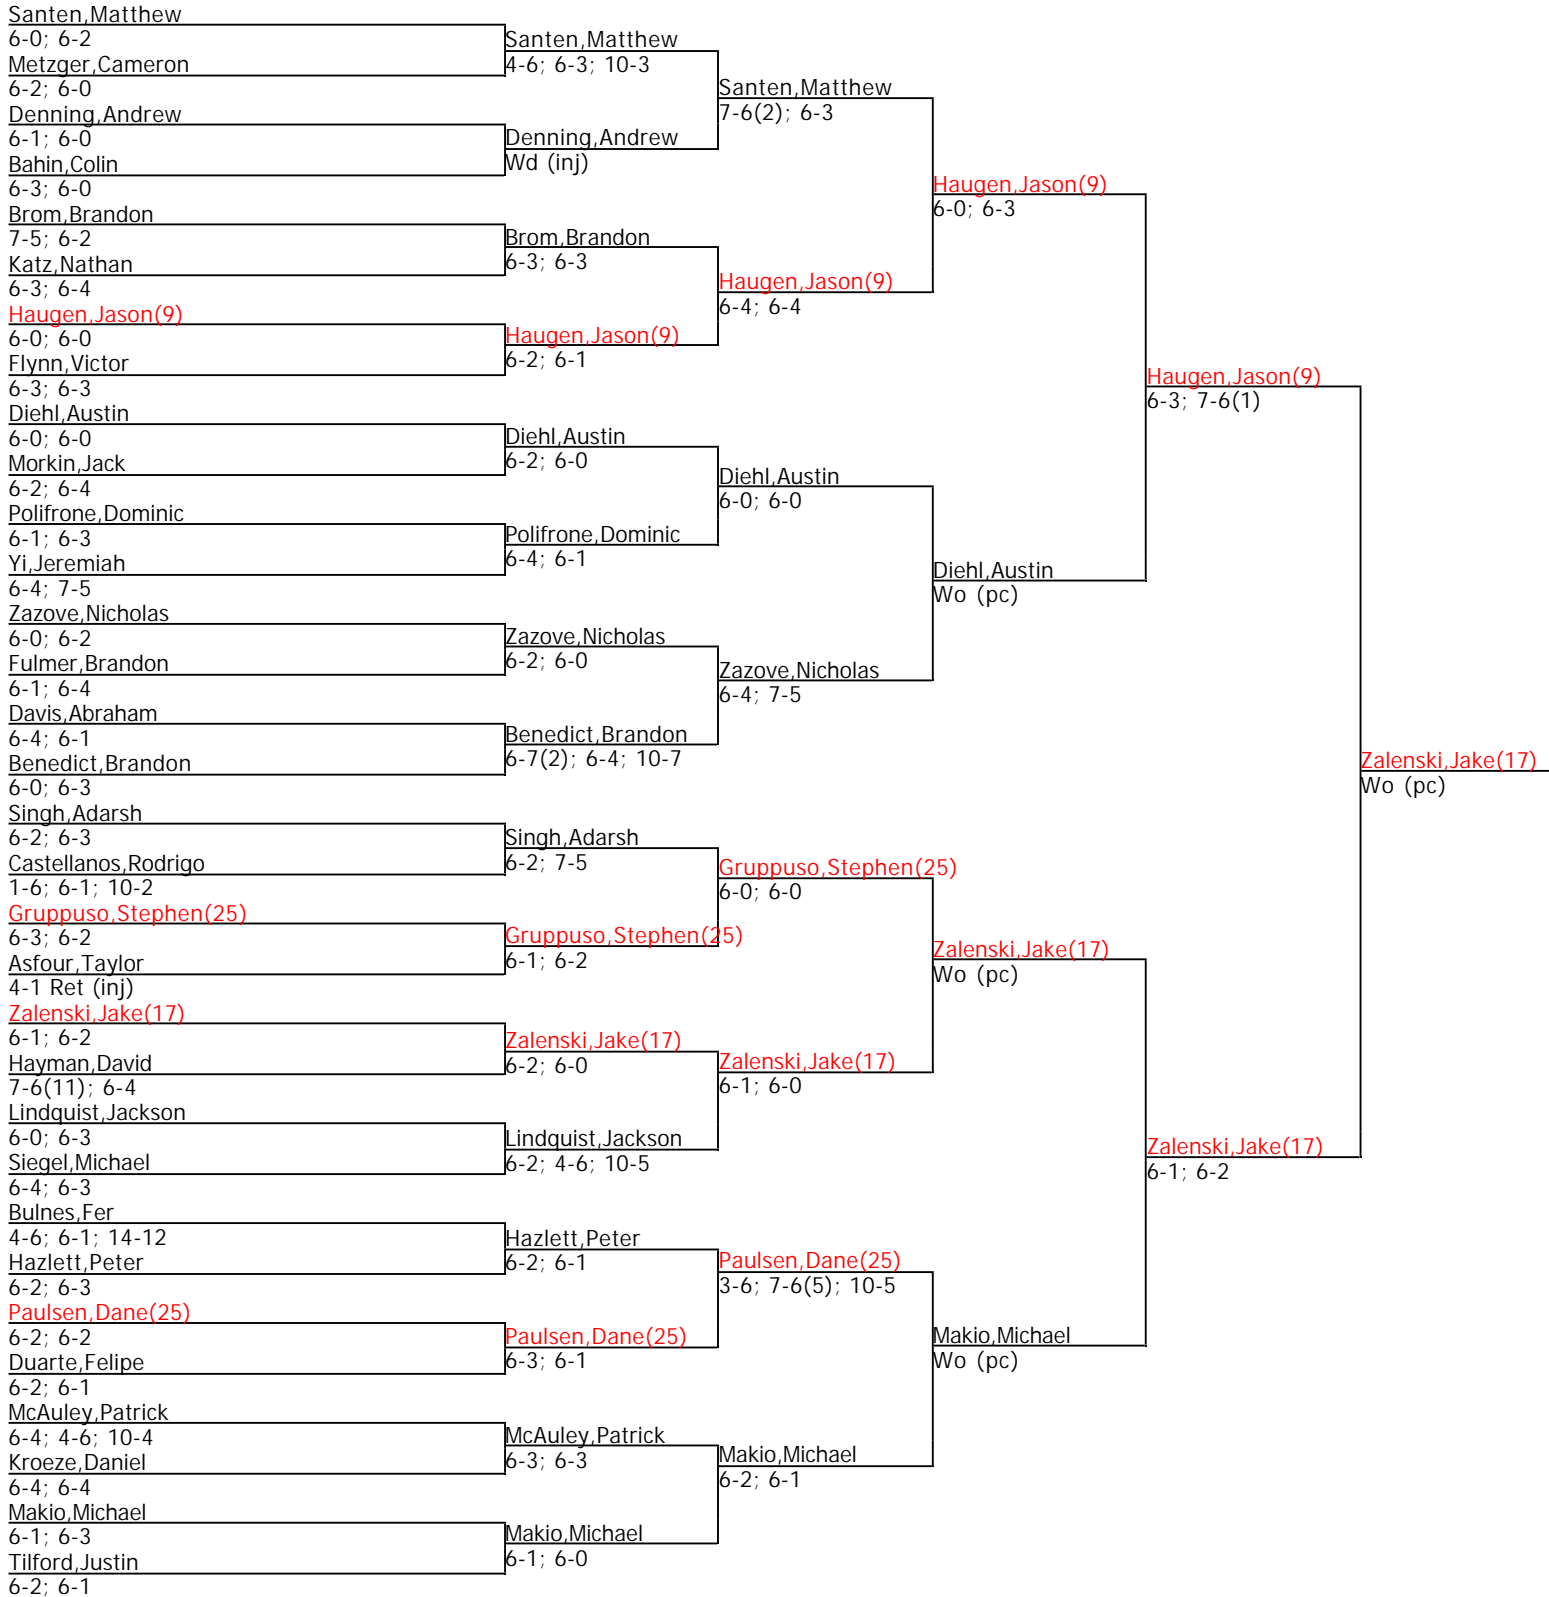 Santen,Matthew
6-0; 6-2
Metzger,Cameron
6-2; 6-0
Denning,Andrew
6-1; 6-0
Bahin,Colin
6-3; 6-0
Brom,Brandon
7-5; 6-2
Katz,Nathan
6-3; 6-4
Haugen,Jason(9)
6-0; 6-0
Flynn,Victor
6-3; 6-3
Diehl,Austin
6-0; 6-0
Morkin,Jack
6-2; 6-4
Polifrone,Dominic
6-1; 6-3
Yi,Jeremiah
6-4; 7-5
Zazove,Nicholas
6-0; 6-2
Fulmer,Brandon
6-1; 6-4
Davis,Abraham
6-4; 6-1
Benedict,Brandon
6-0; 6-3
Singh,Adarsh
6-2; 6-3
Castellanos,Rodrigo
1-6; 6-1; 10-2
Gruppuso,Stephen(25)
6-3; 6-2
Asfour,Taylor
4-1 Ret (inj)
Zalenski,Jake(17)
6-1; 6-2
Hayman,David
7-6(11); 6-4
Lindquist,Jackson
6-0; 6-3
Siegel,Michael
6-4; 6-3
Bulnes,Fer
4-6; 6-1; 14-12
Hazlett,Peter
6-2; 6-3
Paulsen,Dane(25)
6-2; 6-2
Duarte,Felipe
6-2; 6-1
McAuley,Patrick
6-4; 4-6; 10-4
Kroeze,Daniel
6-4; 6-4
Makio,Michael
6-1; 6-3
Tilford,Justin
6-2; 6-1
Santen,Matthew
4-6; 6-3; 10-3
Denning,Andrew
Wd (inj)
Brom,Brandon
6-3; 6-3
Haugen,Jason(9)
6-2; 6-1
Diehl,Austin
6-2; 6-0
Polifrone,Dominic
6-4; 6-1
Zazove,Nicholas
6-2; 6-0
Benedict,Brandon
6-7(2); 6-4; 10-7
Singh,Adarsh
6-2; 7-5
Gruppuso,Stephen(25)
6-1; 6-2
Zalenski,Jake(17)
6-2; 6-0
Lindquist,Jackson
6-2; 4-6; 10-5
Hazlett,Peter
6-2; 6-1
Paulsen,Dane(25)
6-3; 6-1
McAuley,Patrick
6-3; 6-3
Makio,Michael
6-1; 6-0
Santen,Matthew
7-6(2); 6-3
Haugen,Jason(9)
6-4; 6-4
Diehl,Austin
6-0; 6-0
Zazove,Nicholas
6-4; 7-5
Gruppuso,Stephen(25)
6-0; 6-0
Zalenski,Jake(17)
6-1; 6-0
Paulsen,Dane(25)
3-6; 7-6(5); 10-5
Makio,Michael
6-2; 6-1
Haugen,Jason(9)
6-0; 6-3
Diehl,Austin
Wo (pc)
Zalenski,Jake(17)
Wo (pc)
Makio,Michael
Wo (pc)
Haugen,Jason(9)
6-3; 7-6(1)
Zalenski,Jake(17)
6-1; 6-2
Zalenski,Jake(17)
Wo (pc)